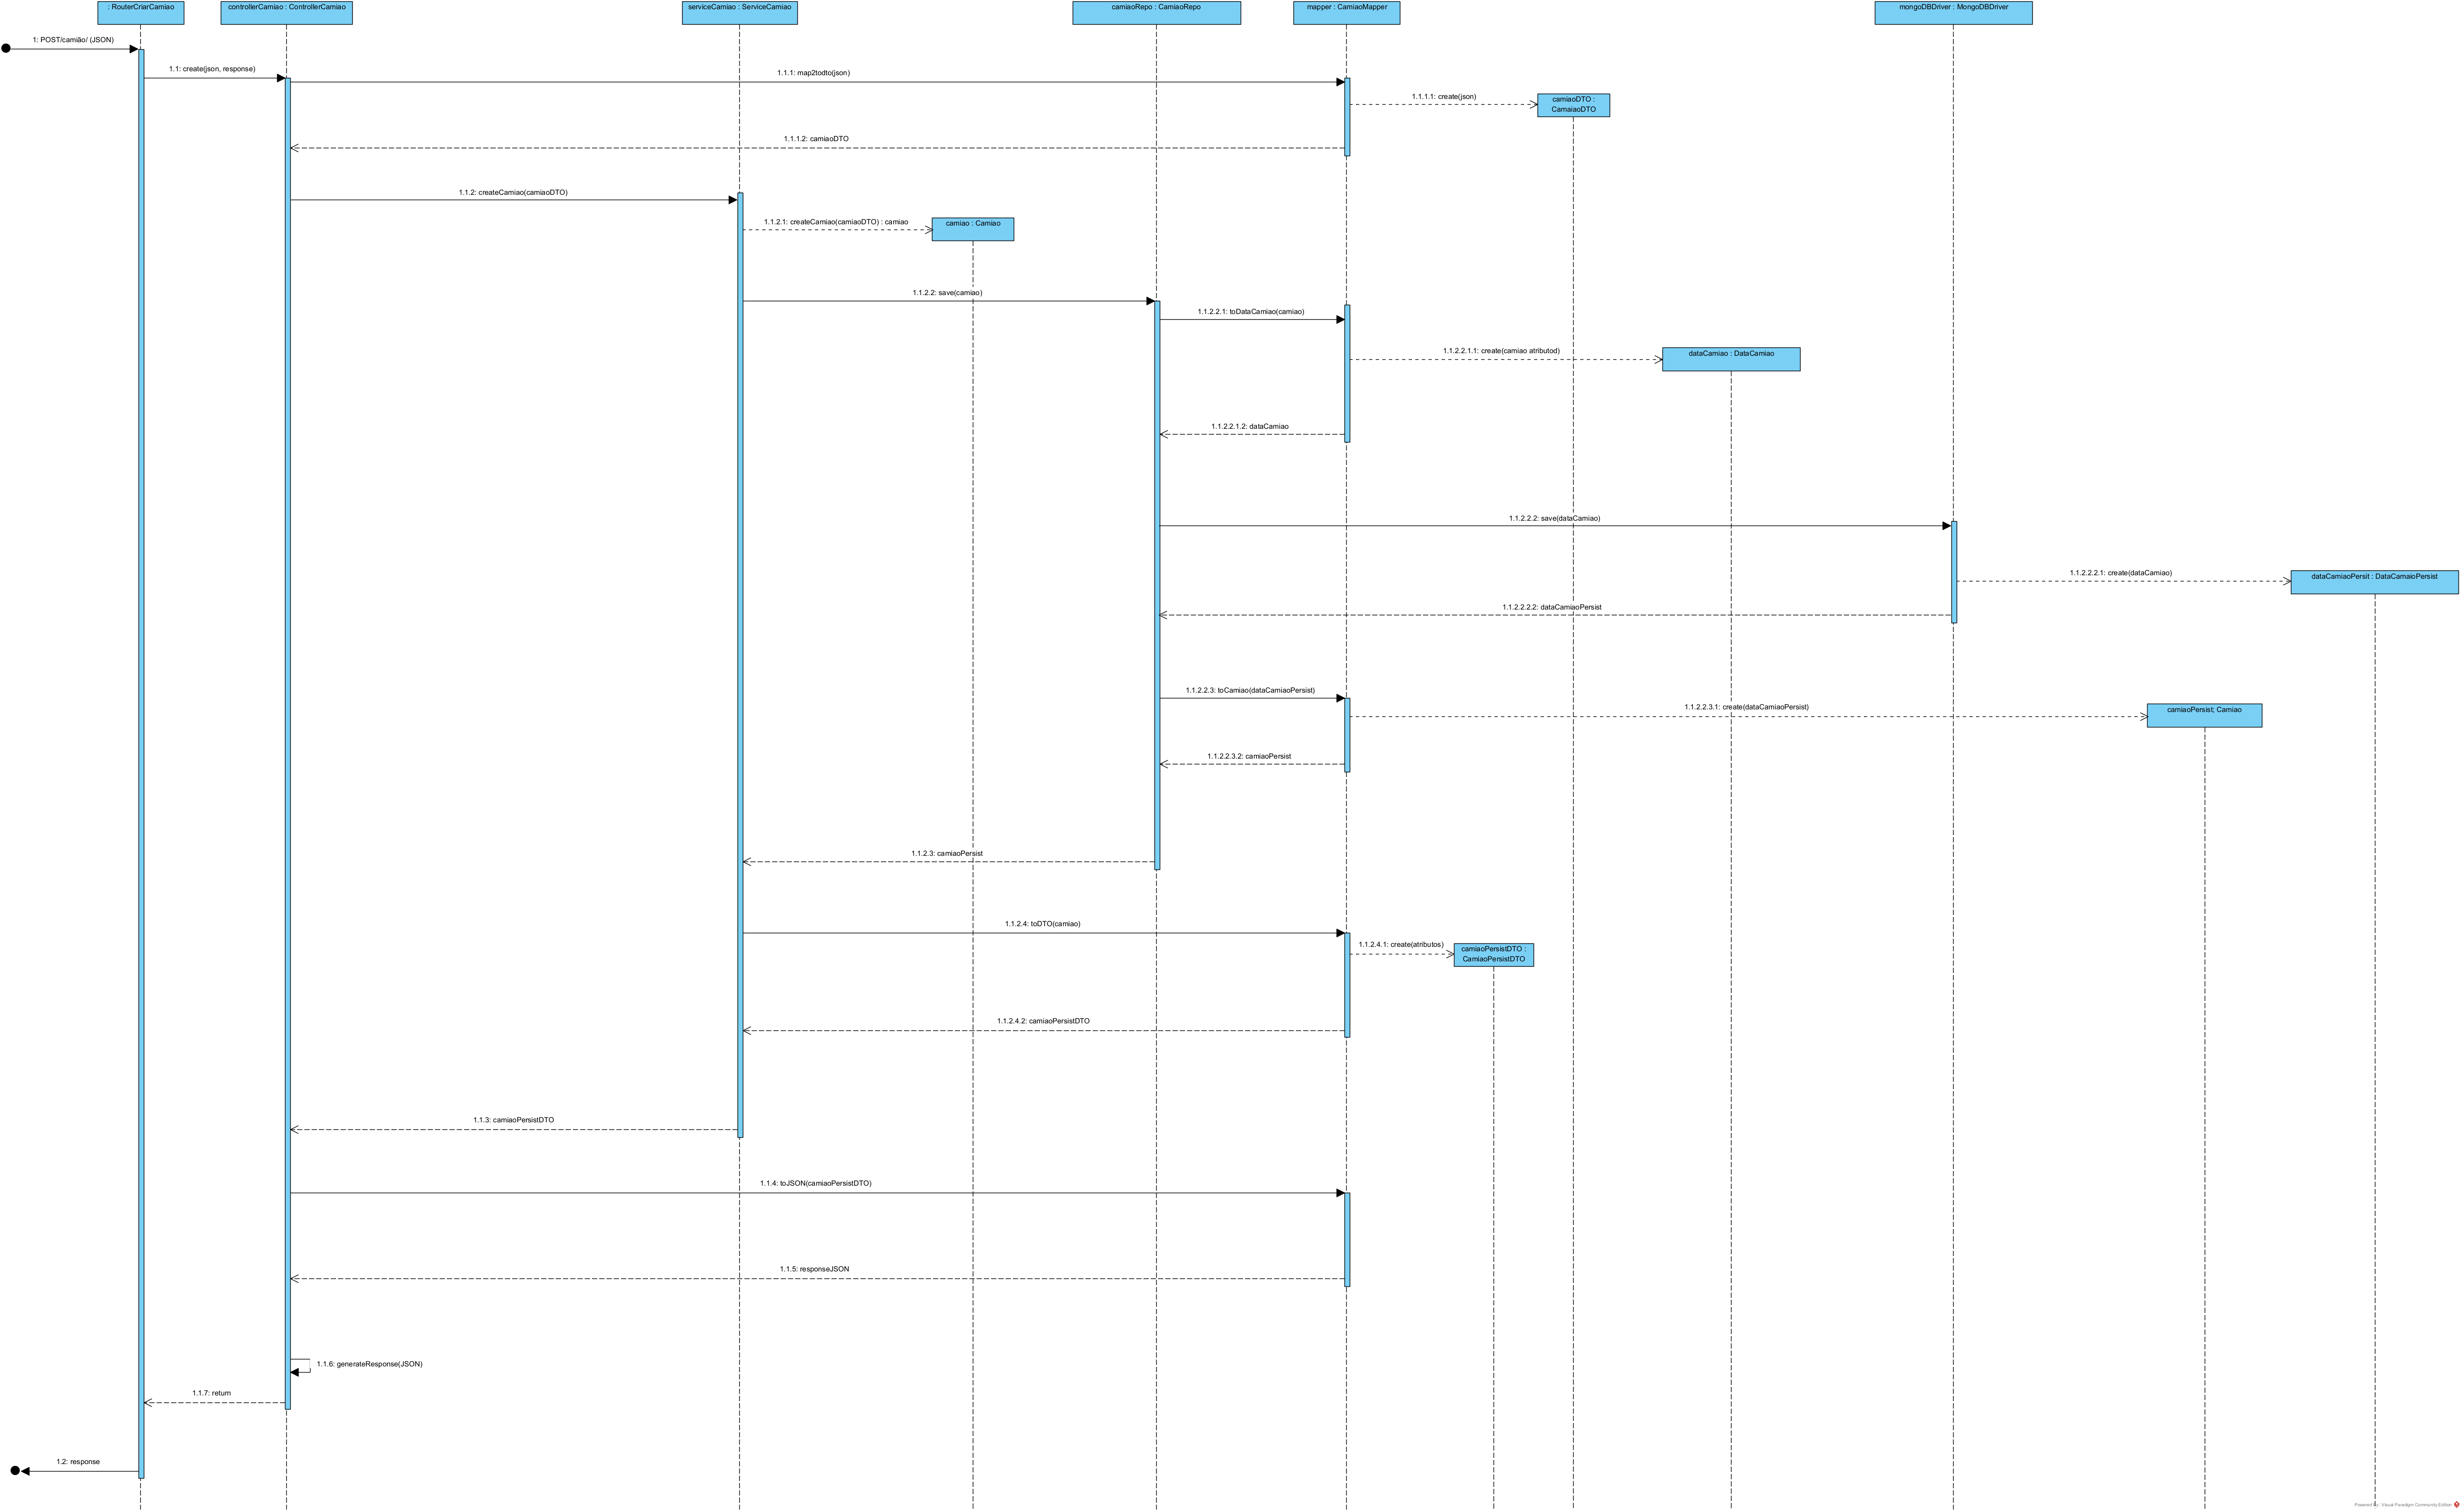 : RouterCriarCamiao
controllerCamiao : ControllerCamiao
serviceCamiao : ServiceCamiao
camiaoRepo : CamiaoRepo
mapper : CamiaoMapper
mongoDBDriver : MongoDBDriver
1: POST/camião/ (JSON)
1.1: create(json, response)
1.1.1: map2todto(json)
1.1.1.1: create(json)
camiaoDTO :
CamaiaoDTO
1.1.1.2: camiaoDTO
1.1.2: createCamiao(camiaoDTO)
1.1.2.1: createCamiao(camiaoDTO) : camiao
camiao : Camiao
1.1.2.2: save(camiao)
1.1.2.2.1: toDataCamiao(camiao)
1.1.2.2.1.1: create(camiao atributod)
dataCamiao : DataCamiao
1.1.2.2.1.2: dataCamiao
1.1.2.2.2: save(dataCamiao)
1.1.2.2.2.1: create(dataCamiao)
dataCamiaoPersit : DataCamaioPersist
1.1.2.2.2.2: dataCamiaoPersist
1.1.2.2.3: toCamiao(dataCamiaoPersist)
1.1.2.2.3.1: create(dataCamiaoPersist)
camiaoPersist; Camiao
1.1.2.2.3.2: camiaoPersist
1.1.2.3: camiaoPersist
1.1.2.4: toDTO(camiao)
1.1.2.4.1: create(atributos)
camiaoPersistDTO :
CamiaoPersistDTO
1.1.2.4.2: camiaoPersistDTO
1.1.3: camiaoPersistDTO
1.1.4: toJSON(camiaoPersistDTO)
1.1.5: responseJSON
1.1.6: generateResponse(JSON)
1.1.7: return
1.2: response
Powered By Visual Paradigm Community Edition